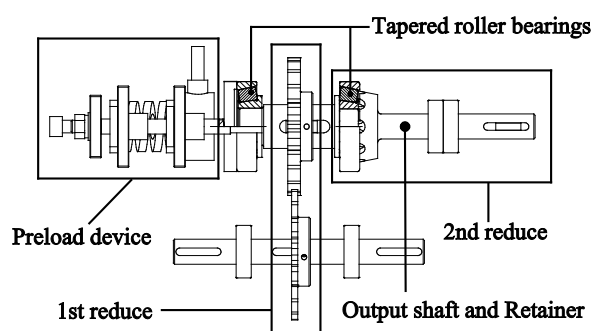 Tapered roller bearings
Preload device
2nd reduce
1st reduce
Output shaft and Retainer